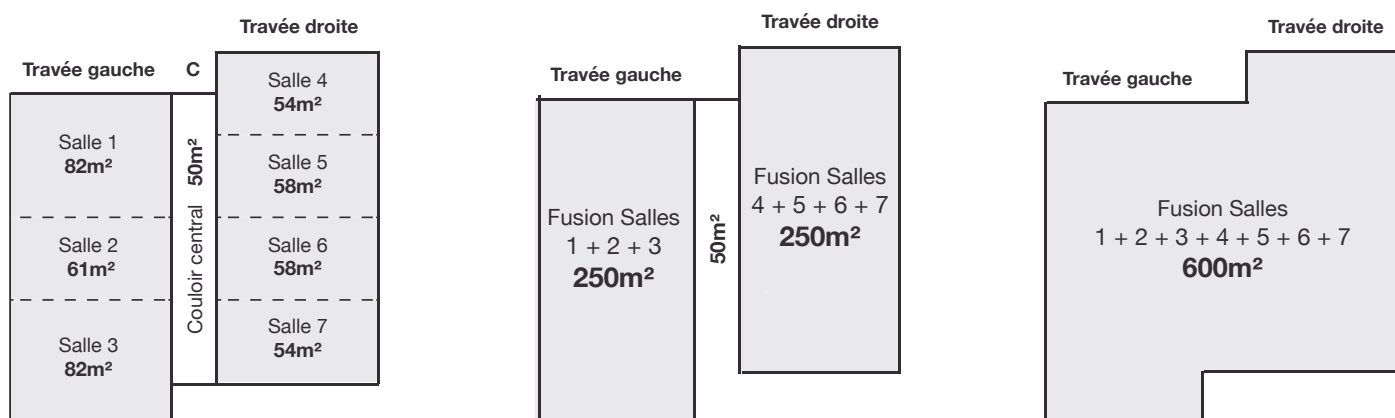 Travée gauche
C
Travée droite
Salle 1
82m²
Salle 2
61m²
Salle 3
82m²
Couloir central 50m²
Salle 4
54m²
Salle 5
58m²
Salle 6
58m²
Salle 7
54m²
Travée gauche
Travée droite
Fusion Salles
1 + 2 + 3
250m²
50m²
Fusion Salles
4 + 5 + 6 + 7
250m²
Travée gauche
Travée droite
Fusion Salles
1 + 2 + 3 + 4 + 5 + 6 + 7
600m²